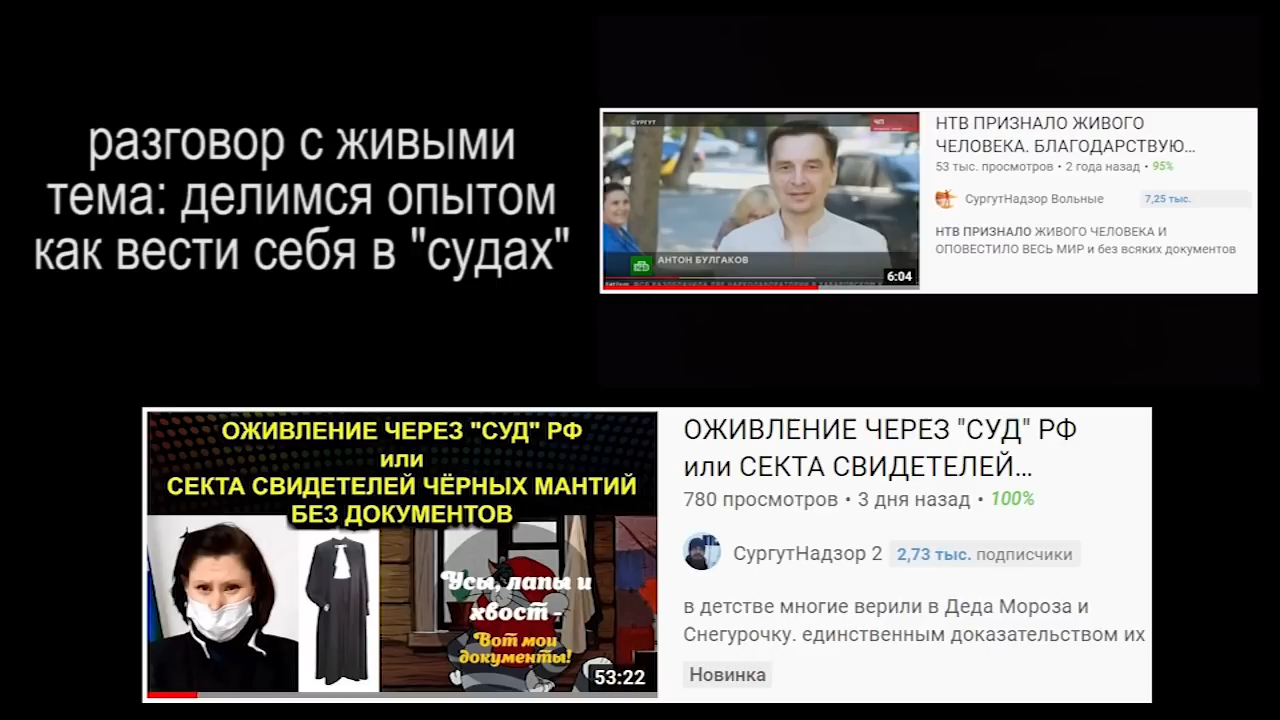 разговор с живыми
тема: делимся опытом
как вести себя в "судах"
СУРГУТ
ЧП
АНТОН БУЛГАКОВ
НТВ
6:04
НТВ ПРИЗНАЛО ЖИВОГО
ЧЕЛОВЕКА. БЛАГОДАРСТВУЮ...
53 тыс. просмотров • 2 года назад • 95%
СургутНадзор Вольные 7,25 тыс.
НТВ ПРИЗНАЛО ЖИВОГО ЧЕЛОВЕКА И
ОПОВЕСТИЛО ВЕСЬ МИР и без всяких документов
ОЖИВЛЕНИЕ ЧЕРЕЗ "СУД" РФ
или
СЕКТА СВИДЕТЕЛЕЙ ЧЁРНЫХ МАНТИЙ
БЕЗ ДОКУМЕНТОВ
Усы, лапы и
хвост -
Вот мои
документы!
53:22
ОЖИВЛЕНИЕ ЧЕРЕЗ "СУД" РФ
или СЕКТА СВИДЕТЕЛЕЙ...
780 просмотров • 3 дня назад • 100%
СургутНадзор 2 2,73 тыс. подписчики
в детстве многие верили в Деда Мороза и
Снегурочку. единственным доказательством их
Новинка